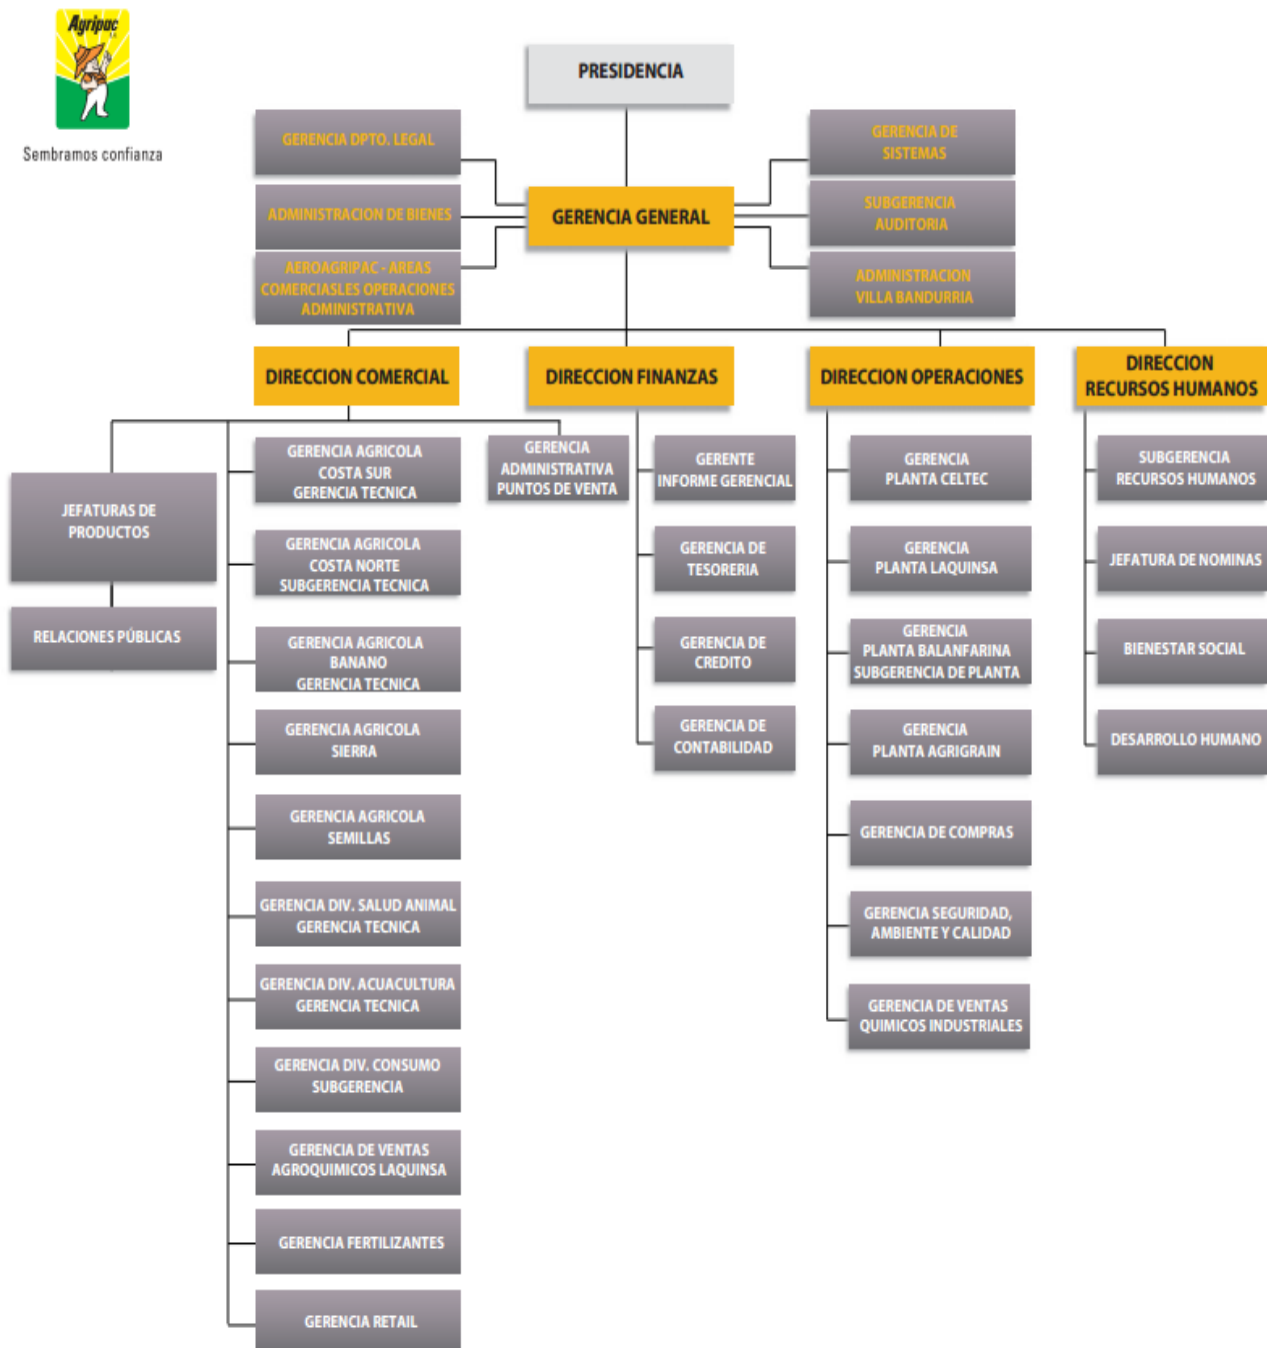 Agripac
Sembramos confianza
PRESIDENCIA
GERENCIA DPTO. LEGAL
GERENCIA DE
SISTEMAS
ADMINISTRACION DE BIENES
GERENCIA GENERAL
SUBGERENCIA
AUDITORIA
AEROAGRIPAC - AREAS
COMERCIASLES OPERACIONES
ADMINISTRATIVA
ADMINISTRACION
VILLA BANDURRIA
DIRECCION COMERCIAL
DIRECCION FINANZAS
DIRECCION OPERACIONES
DIRECCION
RECURSOS HUMANOS
JEFATURAS DE
PRODUCTOS
RELACIONES PÚBLICAS
GERENCIA AGRICOLA
COSTA SUR
GERENCIA TECNICA
GERENCIA AGRICOLA
COSTA NORTE
SUBGERENCIA TECNICA
GERENCIA AGRICOLA
BANANO
GERENCIA TECNICA
GERENCIA AGRICOLA
SIERRA
GERENCIA AGRICOLA
SEMILLAS
GERENCIA DIV. SALUD ANIMAL
GERENCIA TECNICA
GERENCIA DIV. ACUACULTURA
GERENCIA TECNICA
GERENCIA DIV. CONSUMO
SUBGERENCIA
GERENCIA DE VENTAS
AGROQUIMICOS LAQUINSA
GERENCIA FERTILIZANTES
GERENCIA RETAIL
GERENCIA
ADMINISTRATIVA
PUNTOS DE VENTA
GERENTE
INFORME GERENCIAL
GERENCIA DE
TESORERIA
GERENCIA DE
CREDITO
GERENCIA DE
CONTABILIDAD
GERENCIA
PLANTA CELTEC
GERENCIA
PLANTA LAQUINSA
GERENCIA
PLANTA BALANFARINA
SUBGERENCIA DE PLANTA
GERENCIA
PLANTA AGRIGRAIN
GERENCIA DE COMPRAS
GERENCIA SEGURIDAD,
AMBIENTE Y CALIDAD
GERENCIA DE VENTAS
QUIMICOS INDUSTRIALES
SUBGERENCIA
RECURSOS HUMANOS
JEFATURA DE NOMINAS
BIENESTAR SOCIAL
DESARROLLO HUMANO